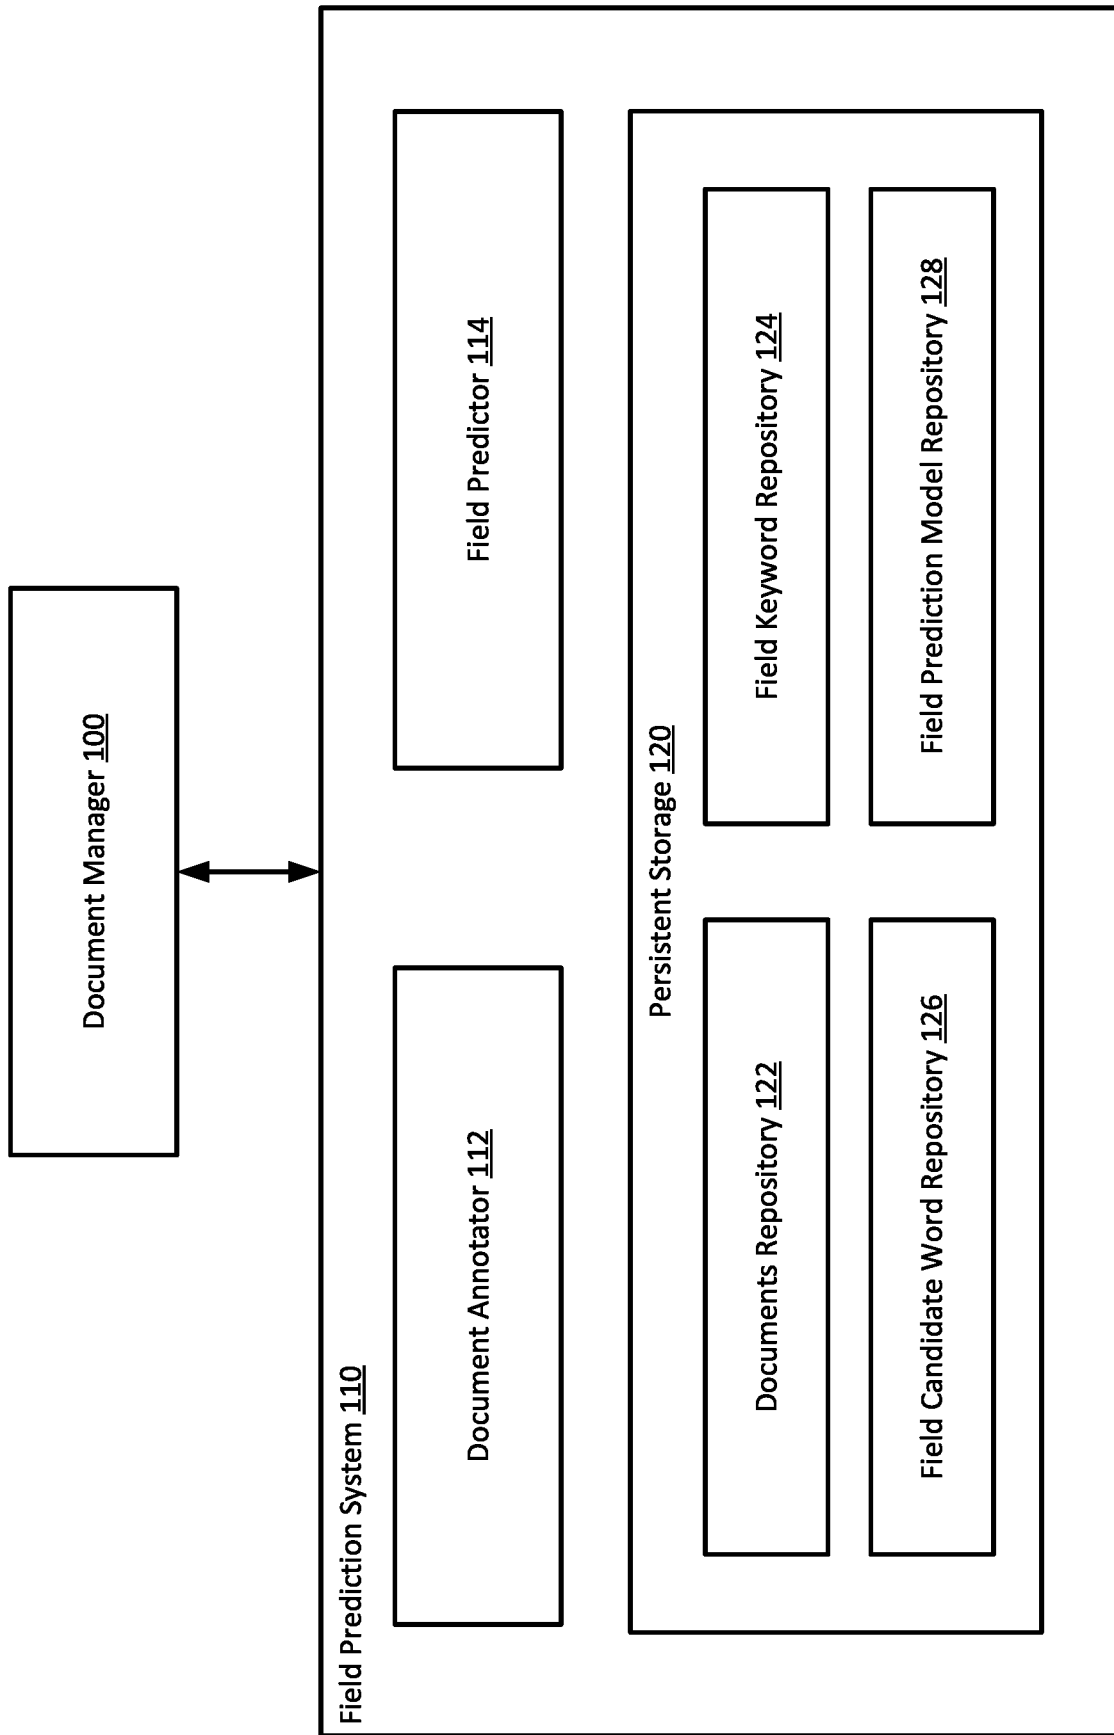 Document Manager 100
Field Prediction System 110
Document Annotator 112
Field Predictor 114
Persistent Storage 120
Documents Repository 122
Field Keyword Repository 124
Field Candidate Word Repository 126
Field Prediction Model Repository 128